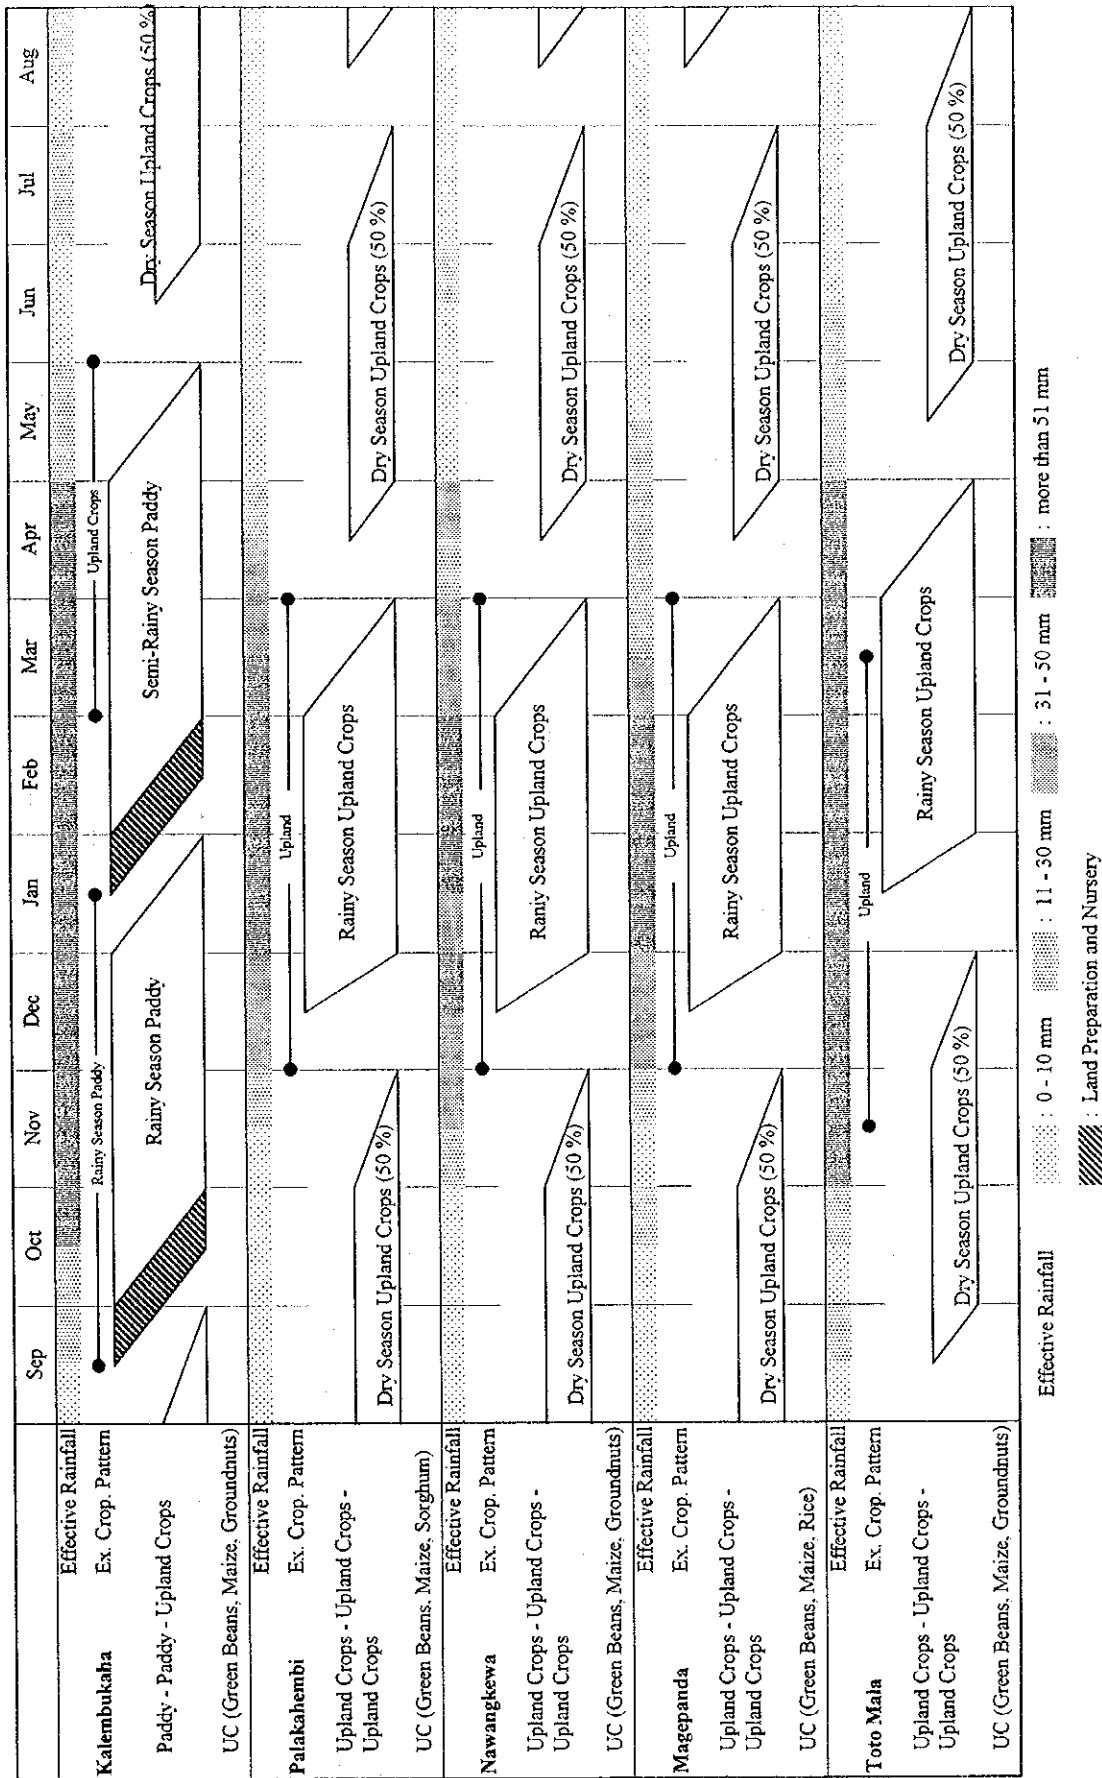 Sep Oct Nov Dec Jan Feb Mar Apr May Jun Jul Aug
Effective Rainfall
Kalembukaha Ex. Crop. Pattern
Rainy Season Paddy
Upland Crops
Paddy - Paddy - Upland Crops
Rainy Season Paddy
Semi-Rainy Season Paddy
Dry Season Upland Crops (50 %)
UC (Green Beans, Maize, Groundnuts)
Effective Rainfall
Palakahembi Ex. Crop. Pattern
Upland
Upland Crops - Upland Crops -
Upland Crops
Dry Season Upland Crops (50 %)
Rainy Season Upland Crops
Dry Season Upland Crops (50 %)
UC (Green Beans, Maize, Sorghum)
Effective Rainfall
Nawangkewa Ex. Crop. Pattern
Upland
Upland Crops - Upland Crops -
Upland Crops
Dry Season Upland Crops (50 %)
Raniy Season Upland Crops
Dry Season Upland Crops (50 %)
UC (Green Beans, Maize, Groundnuts)
Effective Rainfall
Magepanda Ex. Crop. Pattern
Upland
Upland Crops - Upland Crops -
Upland Crops
Dry Season Upland Crops (50 %)
Rainy Season Upland Crops
Dry Season Upland Crops (50 %)
UC (Green Beans, Maize, Rice)
Effective Rainfall
Toto Mala Ex. Crop. Pattern
Upland
Upland Crops - Upland Crops -
Upland Crops
Dry Season Upland Crops (50 %)
Rainy Season Upland Crops
Dry Season Upland Crops (50 %)
UC (Green Beans, Maize, Groundnuts)
Effective Rainfall : 0 - 10 mm : 11 - 30 mm : 31 - 50 mm : more than 51 mm
: Land Preparation and Nursery